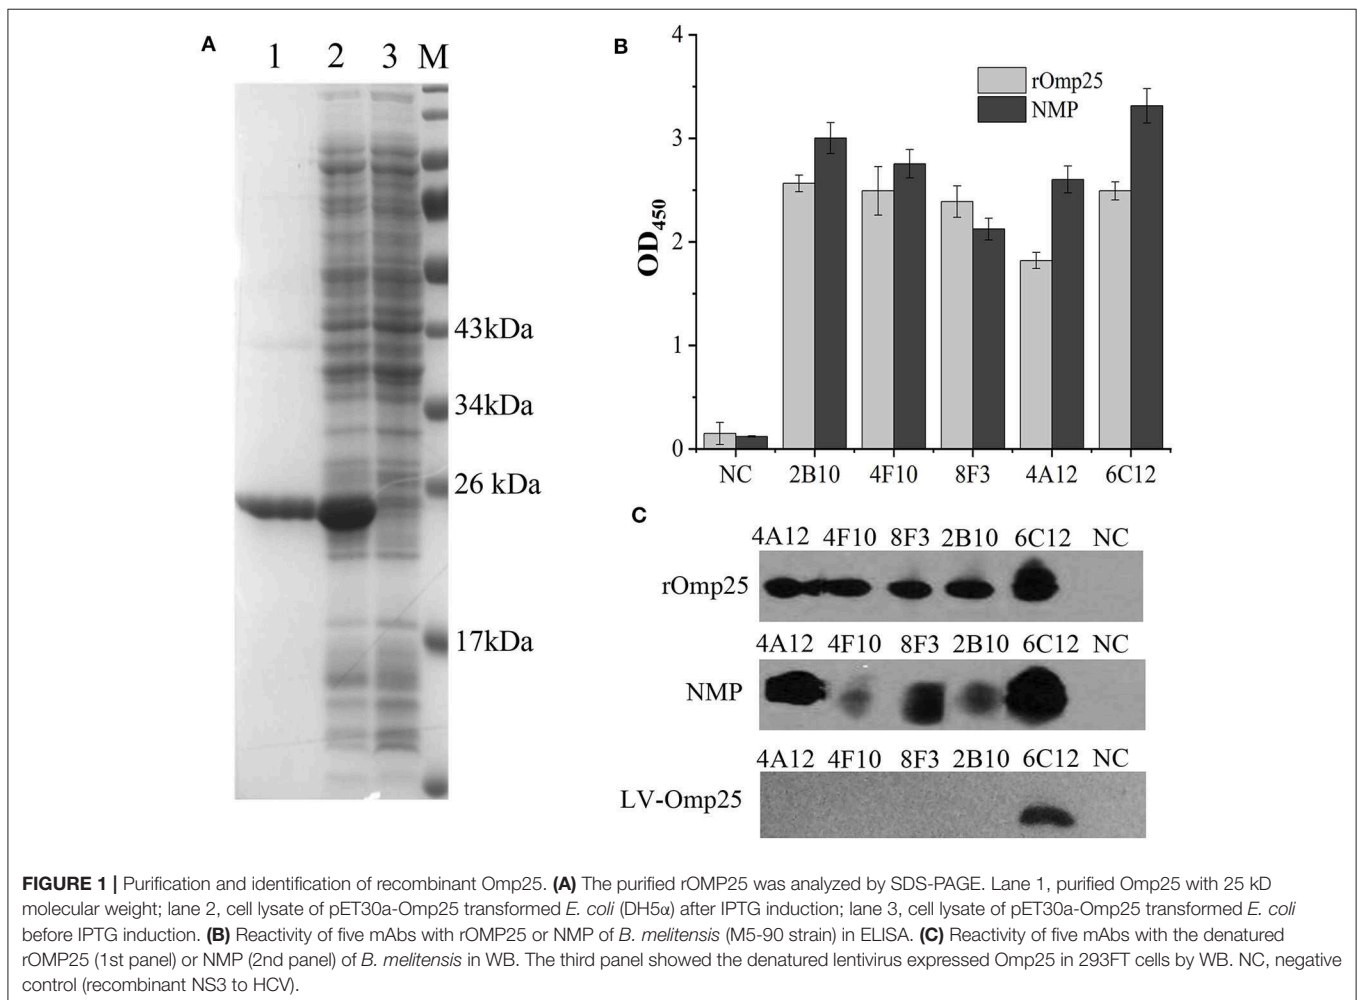 A
1 2 3 M
43kDa
34kDa
26 kDa
17kDa
B
4
3
2
1
0
OD450
rOmp25
NMP
NC 2B10 4F10 8F3 4A12 6C12
C
4A12 4F10 8F3 2B10 6C12 NC
rOmp25
4A12 4F10 8F3 2B10 6C12 NC
NMP
4A12 4F10 8F3 2B10 6C12 NC
LV-Omp25
FIGURE 1 | Purification and identification of recombinant Omp25. (A) The purified rOMP25 was analyzed by SDS-PAGE. Lane 1, purified Omp25 with 25 kD
molecular weight; lane 2, cell lysate of pET30a-Omp25 transformed E. coli (DH5α) after IPTG induction; lane 3, cell lysate of pET30a-Omp25 transformed E. coli
before IPTG induction. (B) Reactivity of five mAbs with rOMP25 or NMP of B. melitensis (M5-90 strain) in ELISA. (C) Reactivity of five mAbs with the denatured
rOMP25 (1st panel) or NMP (2nd panel) of B. melitensis in WB. The third panel showed the denatured lentivirus expressed Omp25 in 293FT cells by WB. NC, negative
control (recombinant NS3 to HCV).